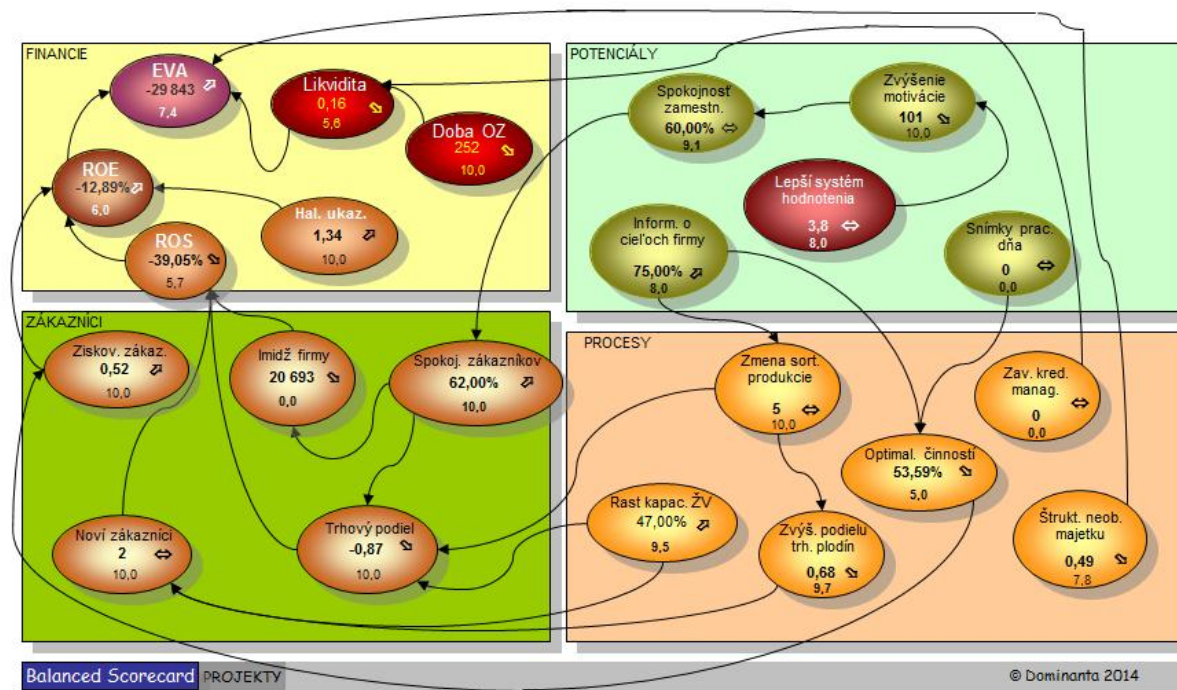 FINANCIE
EVA
-29 843
7,4
Likvidita
0,16
5,6
Doba OZ
252
10,0
ROE
-12,89%
6,0
Hal. ukaz.
1,34
10,0
ROS
-39,05%
5,7
POTENCIÁLY
Spokojnosť
zamestn.
60,00%
9,1
Zvýšenie
motivácie
101
10,0
Lepší systém
hodnotenia
3,8
8,0
Inform. o
cieľoch firmy
75,00%
8,0
Snímky prac.
dňa
0
0,0
ZÁKAZNÍCI
Ziskov. zákaz.
0,52
10,0
Imidž firmy
20 693
0,0
Spokoj. zákazníkov
62,00%
10,0
Noví zákazníci
2
10,0
Trhový podiel
-0,87
10,0
PROCESY
Zmena sort.
produkcie
5
10,0
Zav. kred.
manag.
0
0,0
Optimal. činností
53,59%
5,0
Rast kapac. ŽV
47,00%
9,5
Zvýš. podielu
trh. plodín
0,68
9,7
Štrukt. neob.
majetku
0,49
7,8
Balanced Scorecard PROJEKTY
© Dominanta 2014